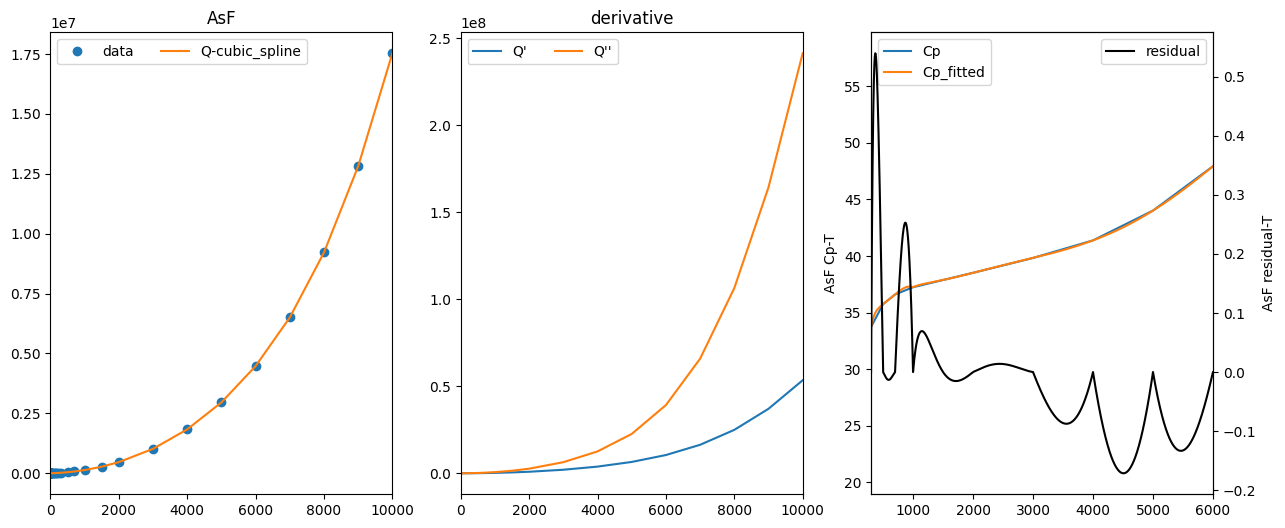 AsF
1e7
data
Q-cubic_spline
1.75
1.50
1.25
1.00
0.75
0.50
0.25
0.00
0 2000 4000 6000 8000 10000
derivative
1e8
Q' Q''
2.5
2.0
1.5
1.0
0.5
0.0
0 2000 4000 6000 8000 10000
Cp
Cp_fitted
residual
AsF Cp-T
55
50
45
40
35
30
25
20
1000 2000 3000 4000 5000 6000
0.5
0.4
0.3
0.2
0.1
0.0
−0.1
−0.2
AsF residual-T